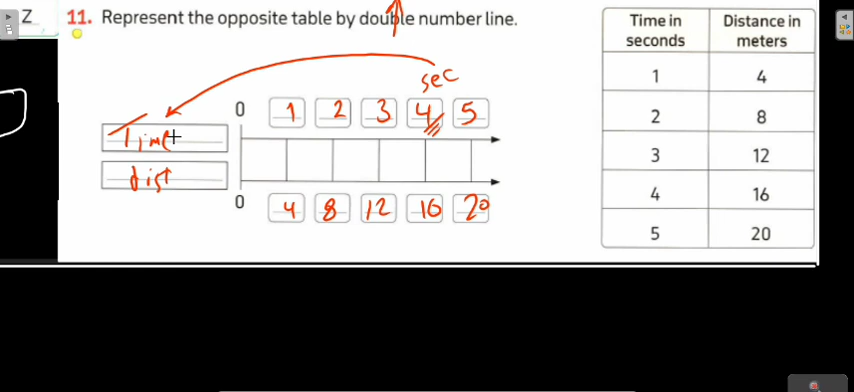 Z
11. Represent the opposite table by double number line.
sec
0 1 2 3 4 5
Time
dist
0 4 8 12 16 20
Time in seconds Distance in meters
1 4
2 8
3 12
4 16
5 20